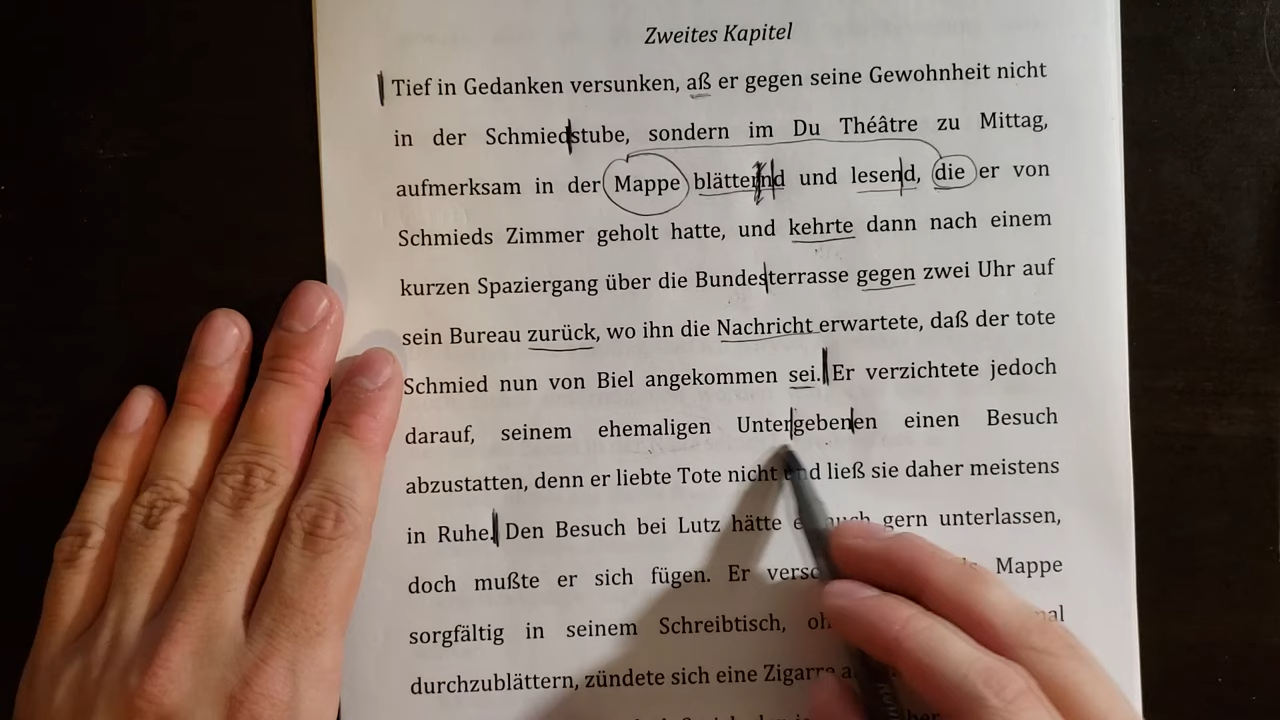 Zweites Kapitel
Tief in Gedanken versunken, aß er gegen seine Gewohnheit nicht
in der Schmiedstube, sondern im Du Théâtre zu Mittag,
aufmerksam in der Mappe blätternd und lesend, die er von
Schmieds Zimmer geholt hatte, und kehrte dann nach einem
kurzen Spaziergang über die Bundesterrasse gegen zwei Uhr auf
sein Bureau zurück, wo ihn die Nachricht erwartete, daß der tote
Schmied nun von Biel angekommen sei. Er verzichtete jedoch
darauf, seinem ehemaligen Untergebenen einen Besuch
abzustatten, denn er liebte Tote nicht und ließ sie daher meistens
in Ruhe. Den Besuch bei Lutz hätte er auch gern unterlassen,
doch mußte er sich fügen. Er Mappe
sorgfältig in seinem Schreibtisch,
durchzublättern, zündete sich eine Zigarre